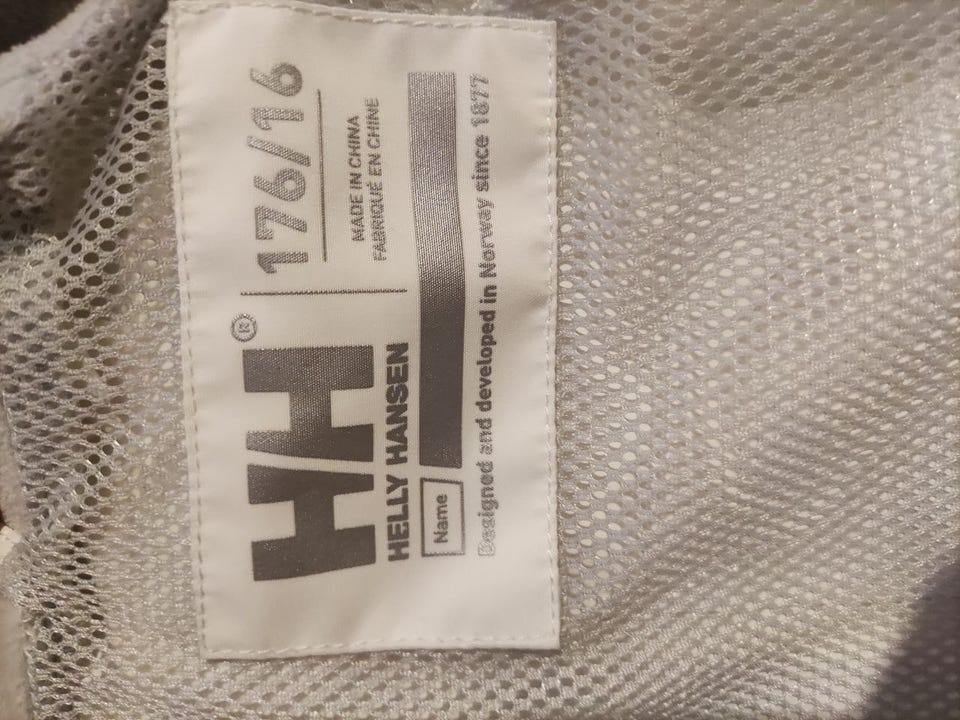 HH®
HELLY HANSEN
176/16
MADE IN CHINA
FABRIQUÉ EN CHINE
Name
Designed and developed in Norway since 1877